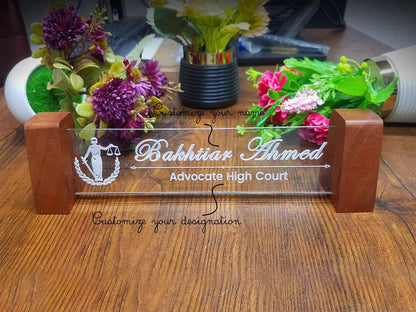 Customize your name
Bakhtiar Ahmed
Advocate High Court
Customize your designation